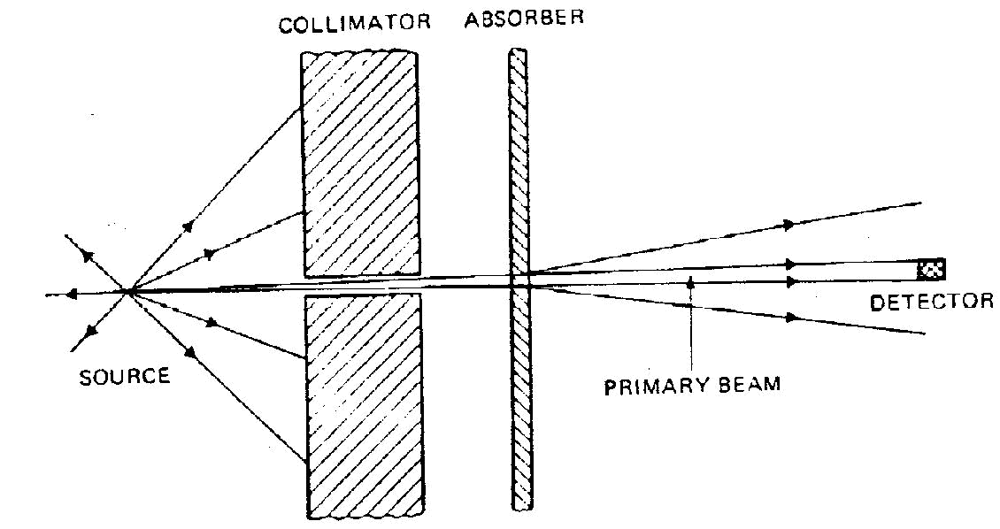 COLLIMATOR ABSORBER
DETECTOR
SOURCE
PRIMARY BEAM